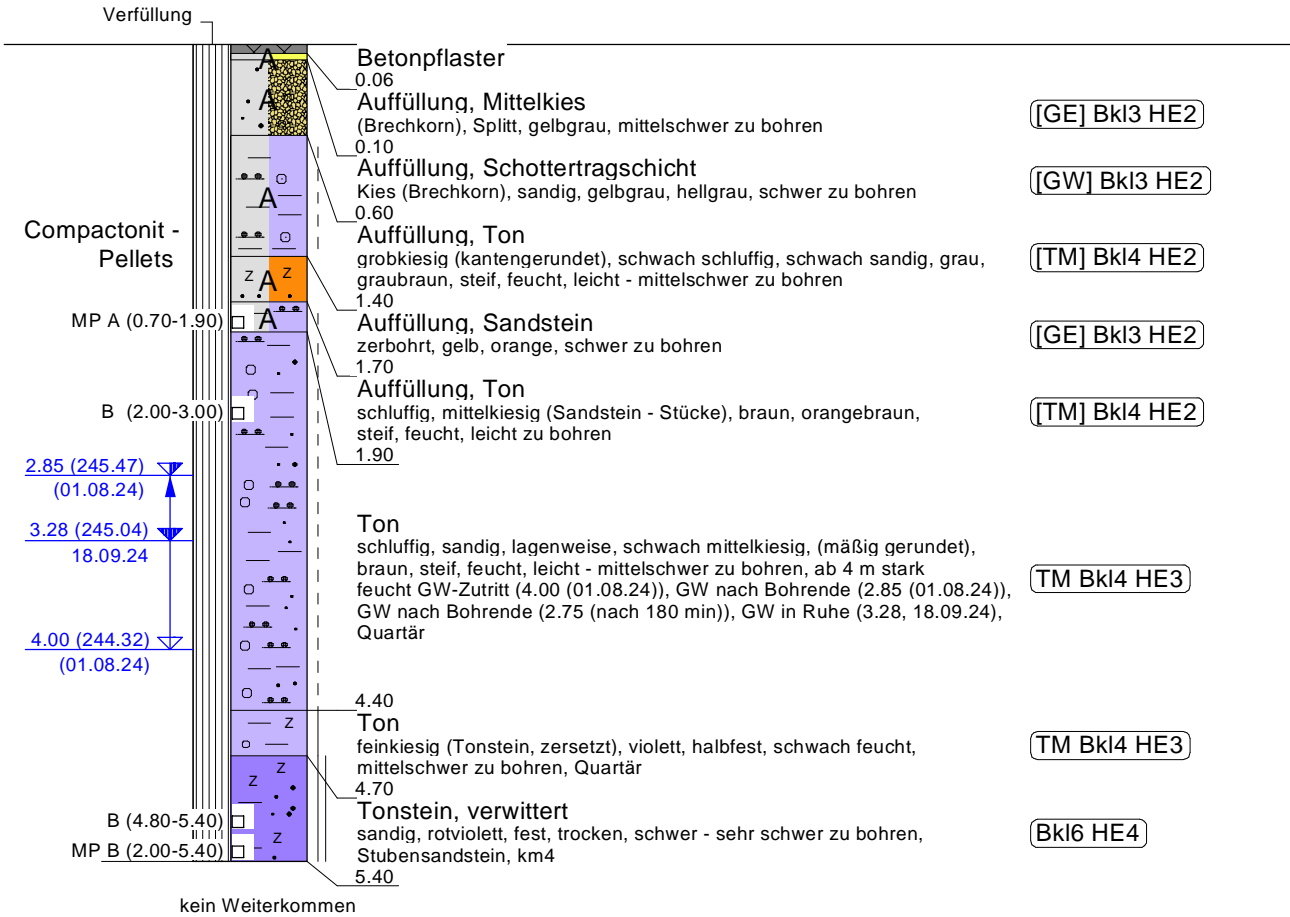 Verfüllung
Betonpflaster
0.06
Auffüllung, Mittelkies
(Brechkorn), Splitt, gelbgrau, mittelschwer zu bohren
[GE] Bkl3 HE2
0.10
Auffüllung, Schottertragschicht
Kies (Brechkorn), sandig, gelbgrau, hellgrau, schwer zu bohren
[GW] Bkl3 HE2
0.60
Auffüllung, Ton
grobkiesig (kantengerundet), schwach schluffig, schwach sandig, grau,
graubraun, steif, feucht, leicht - mittelschwer zu bohren
[TM] Bkl4 HE2
1.40
Auffüllung, Sandstein
zerbohrt, gelb, orange, schwer zu bohren
[GE] Bkl3 HE2
1.70
Auffüllung, Ton
schluffig, mittelkiesig (Sandstein - Stücke), braun, orangebraun,
steif, feucht, leicht zu bohren
[TM] Bkl4 HE2
1.90
Ton
schluffig, sandig, lagenweise, schwach mittelkiesig, (mäßig gerundet),
braun, steif, feucht, leicht - mittelschwer zu bohren, ab 4 m stark
feucht GW-Zutritt (4.00 (01.08.24)), GW nach Bohrende (2.85 (01.08.24)),
GW nach Bohrende (2.75 (nach 180 min)), GW in Ruhe (3.28, 18.09.24),
Quartär
TM Bkl4 HE3
4.40
Ton
feinkiesig (Tonstein, zersetzt), violett, halbfest, schwach feucht,
mittelschwer zu bohren, Quartär
TM Bkl4 HE3
4.70
Tonstein, verwittert
sandig, rotviolett, fest, trocken, schwer - sehr schwer zu bohren,
Stubensandstein, km4
Bkl6 HE4
5.40
Compactonit -
Pellets
MP A (0.70-1.90)
B (2.00-3.00)
2.85 (245.47)
(01.08.24)
3.28 (245.04)
18.09.24
4.00 (244.32)
(01.08.24)
B (4.80-5.40)
MP B (2.00-5.40)
A
A
A
Z
A
Z
A
Z
Z
Z
Z
kein Weiterkommen